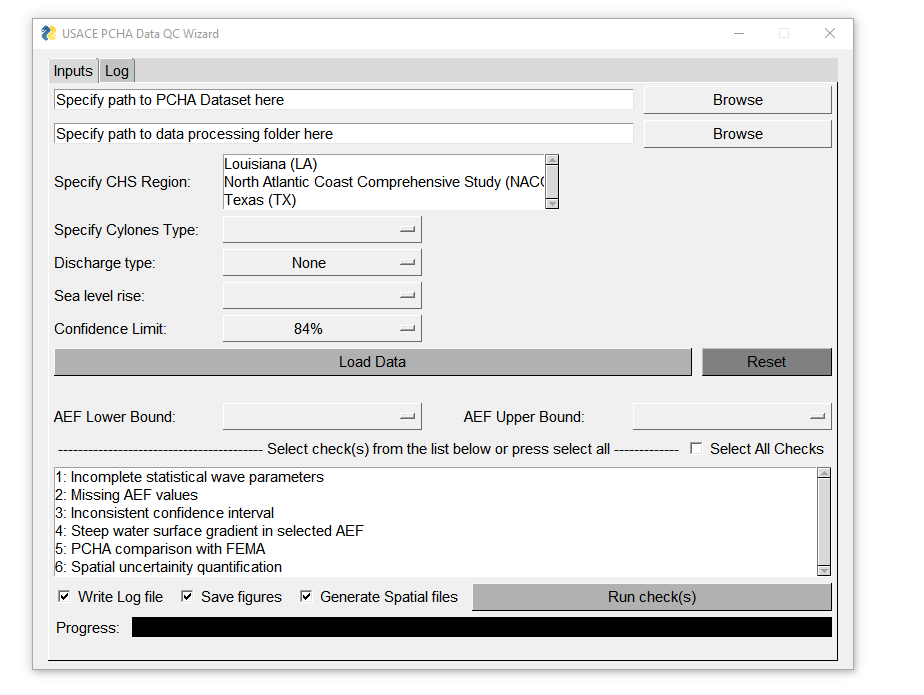 USACE PCHA Data QC Wizard
Inputs Log
Specify path to PCHA Dataset here Browse
Specify path to data processing folder here Browse
Specify CHS Region:
Louisiana (LA)
North Atlantic Coast Comprehensive Study (NACC
Texas (TX)
Specify Cylones Type:
Discharge type: None
Sea level rise:
Confidence Limit: 84%
Load Data Reset
AEF Lower Bound: AEF Upper Bound:
----------------------------------------- Select check(s) from the list below or press select all ------------- Select All Checks
1: Incomplete statistical wave parameters
2: Missing AEF values
3: Inconsistent confidence interval
4: Steep water surface gradient in selected AEF
5: PCHA comparison with FEMA
6: Spatial uncertainity quantification
Write Log file Save figures Generate Spatial files Run check(s)
Progress: